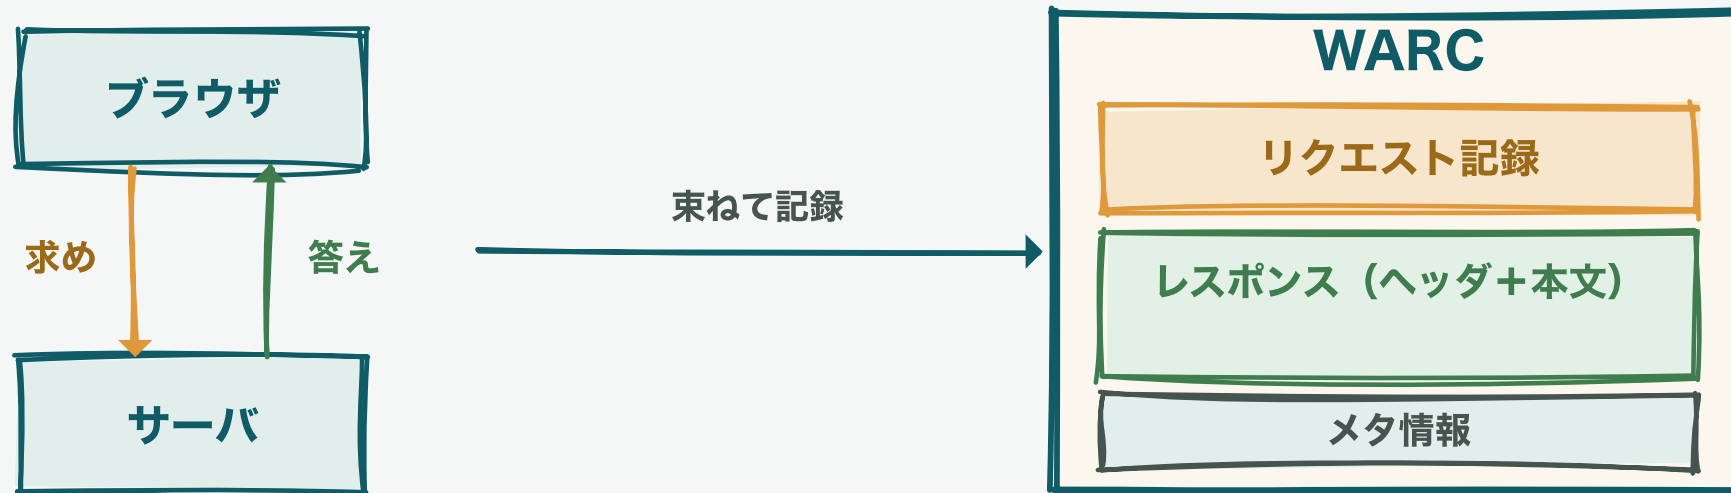 ブラウザ
求め
答え
サーバ
束ねて記録
WARC
リクエスト記録
レスポンス（ヘッダ＋本文）
メタ情報